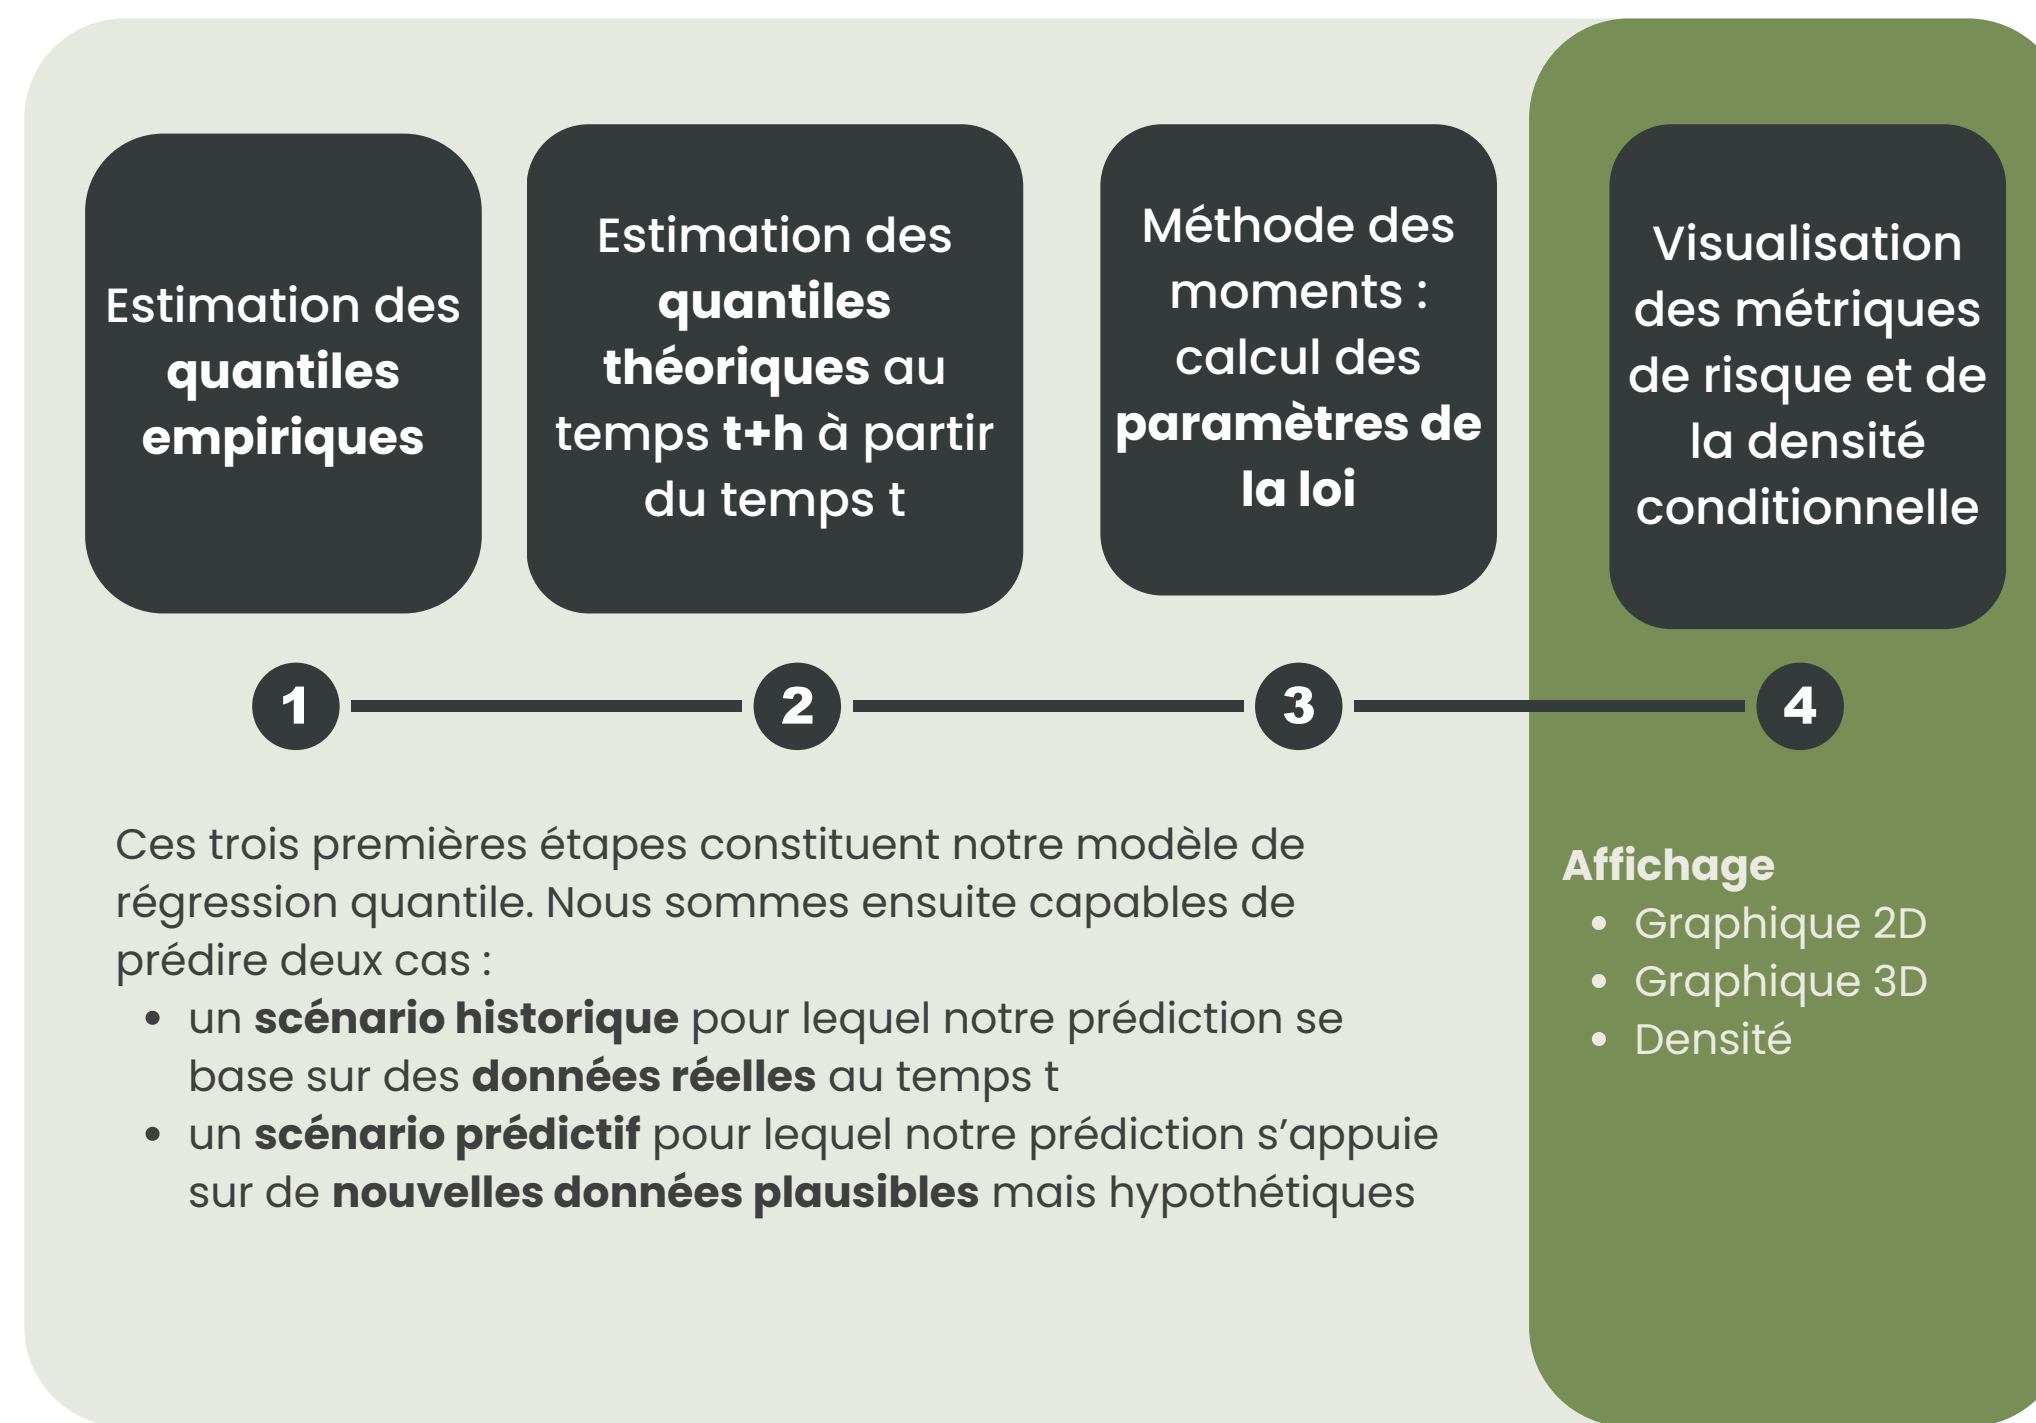 Estimation des
quantiles
empiriques
Estimation des
quantiles
théoriques au
temps t+h à partir
du temps t
Méthode des
moments :
calcul des
paramètres de
la loi
Visualisation
des métriques
de risque et de
la densité
conditionnelle
1
2
3
4
Ces trois premières étapes constituent notre modèle de
régression quantile. Nous sommes ensuite capables de
prédire deux cas :
• un scénario historique pour lequel notre prédiction se
base sur des données réelles au temps t
• un scénario prédictif pour lequel notre prédiction s’appuie
sur de nouvelles données plausibles mais hypothétiques
Affichage
• Graphique 2D
• Graphique 3D
• Densité